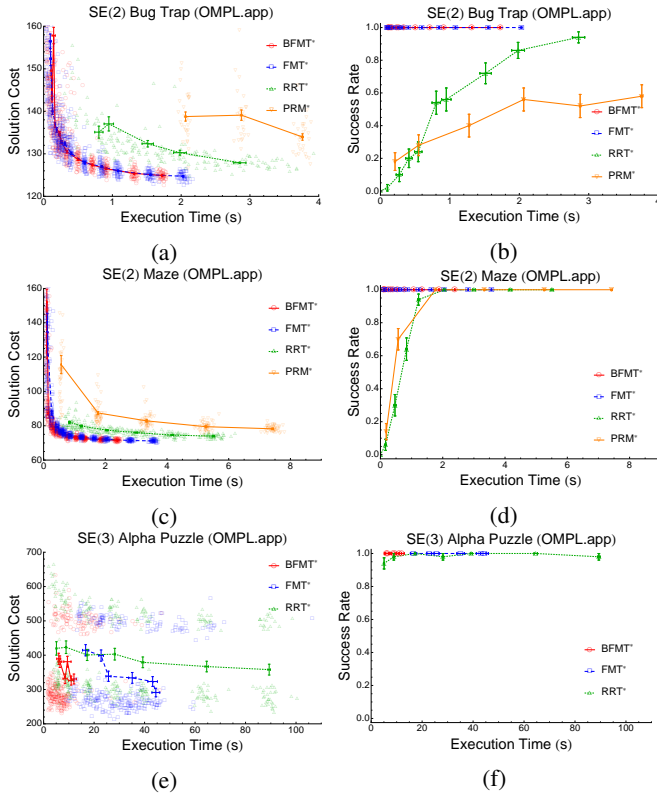 SE(2) Bug Trap (OMPL.app)
Solution Cost
160
150
140
130
120
0 1 2 3 4
Execution Time (s)
BFMT*
FMT*
RRT*
PRM*
(a)
SE(2) Bug Trap (OMPL.app)
Success Rate
1.0
0.8
0.6
0.4
0.2
0.0
0 1 2 3 4
Execution Time (s)
BFMT*
FMT*
RRT*
PRM*
(b)
SE(2) Maze (OMPL.app)
Solution Cost
160
140
120
100
80
60
0 2 4 6 8
Execution Time (s)
BFMT*
FMT*
RRT*
PRM*
(c)
SE(2) Maze (OMPL.app)
Success Rate
1.0
0.8
0.6
0.4
0.2
0.0
0 2 4 6 8
Execution Time (s)
BFMT*
FMT*
RRT*
PRM*
(d)
SE(3) Alpha Puzzle (OMPL.app)
Solution Cost
700
600
500
400
300
200
0 20 40 60 80 100
Execution Time (s)
BFMT*
FMT*
RRT*
(e)
SE(3) Alpha Puzzle (OMPL.app)
Success Rate
1.0
0.8
0.6
0.4
0.2
0.0
0 20 40 60 80 100
Execution Time (s)
BFMT*
FMT*
RRT*
(f)